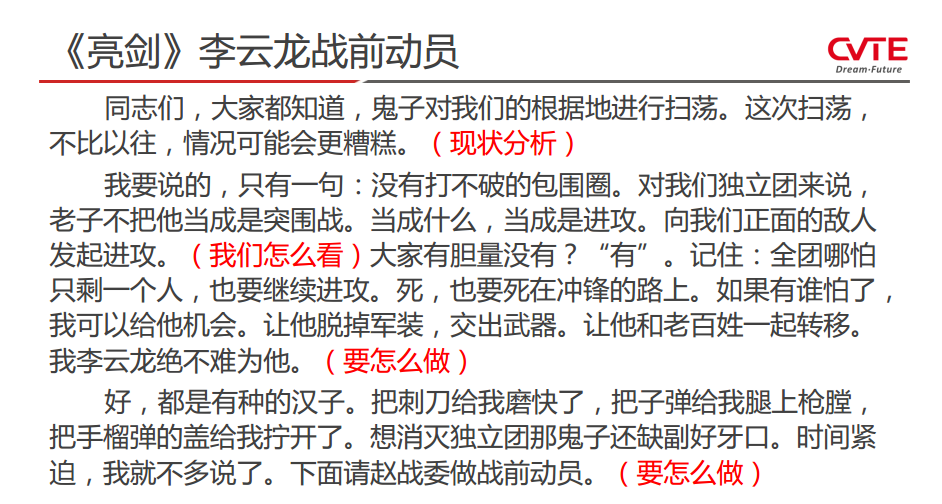 《亮剑》李云龙战前动员
CVTE
Dream·Future
同志们，大家都知道，鬼子对我们的根据地进行扫荡。这次扫荡，
不比以往，情况可能会更糟糕。（现状分析）
我要说的，只有一句：没有打不破的包围圈。对我们独立团来说，
老子不把他当成是突围战。当成什么，当成是进攻。向我们正面的敌人
发起进攻。（我们怎么看）大家有胆量没有？“有”。记住：全团哪怕
只剩一个人，也要继续进攻。死，也要死在冲锋的路上。如果有谁怕了，
我可以给他机会。让他脱掉军装，交出武器。让他和老百姓一起转移。
我李云龙绝不难为他。（要怎么做）
好，都是有种的汉子。把刺刀给我磨快了，把子弹给我腿上枪膛，
把手榴弹的盖给我拧开了。想消灭独立团那鬼子还缺副好牙口。时间紧
迫，我就不多说了。下面请赵战委做战前动员。（要怎么做）